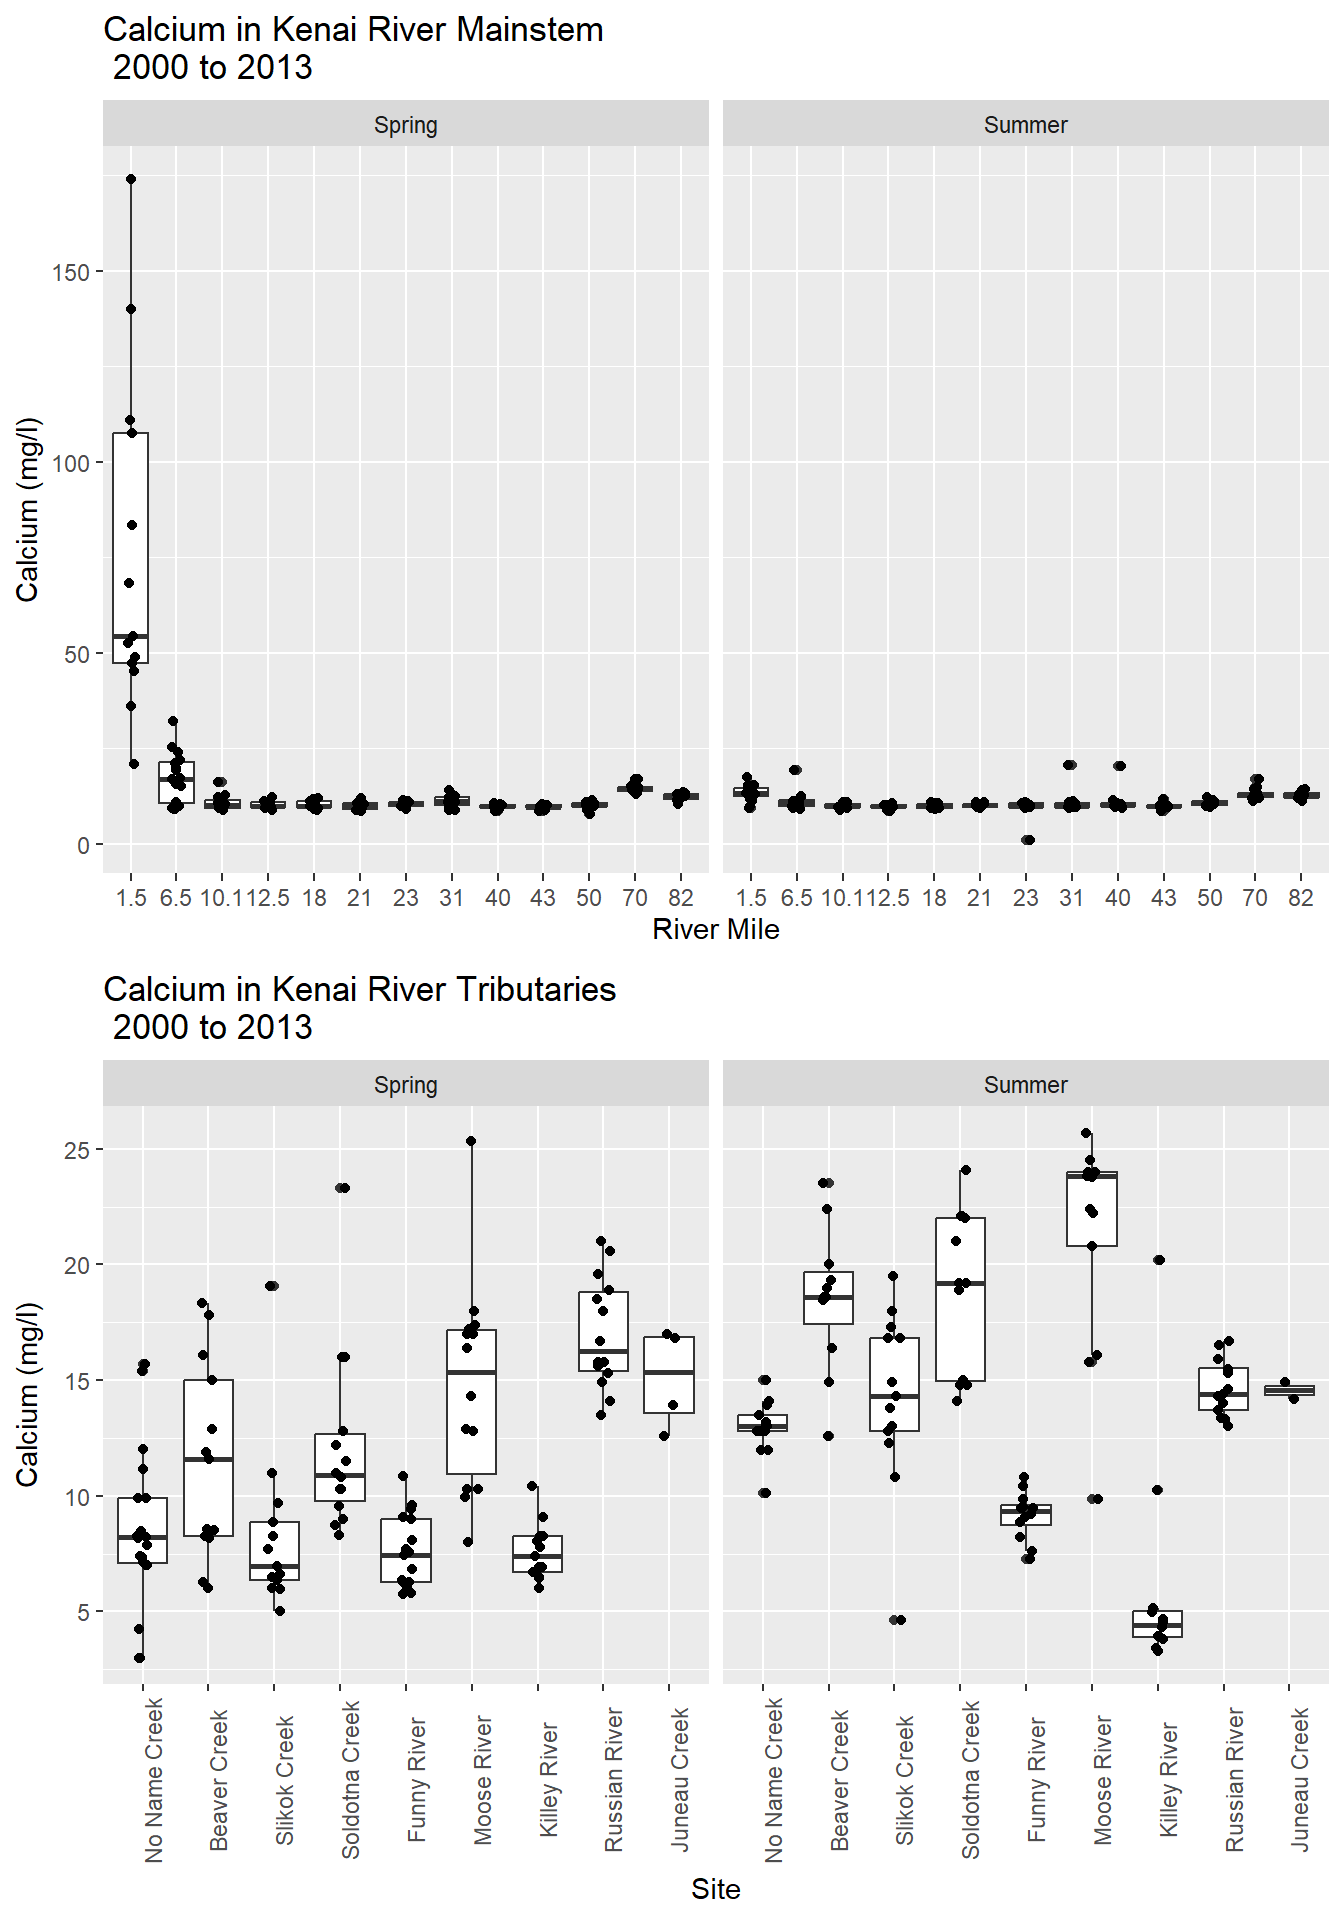 Calcium in Kenai River Mainstem
2000 to 2013
Spring
Summer
Calcium (mg/l)
150
100
50
0
1.5 6.5 10.1 12.5 18 21 23 31 40 43 50 70 82
1.5 6.5 10.1 12.5 18 21 23 31 40 43 50 70 82
River Mile
Calcium in Kenai River Tributaries
2000 to 2013
Spring
Summer
Calcium (mg/l)
25
20
15
10
5
No Name Creek
Beaver Creek
Slikok Creek
Soldotna Creek
Funny River
Moose River
Killey River
Russian River
Juneau Creek
No Name Creek
Beaver Creek
Slikok Creek
Soldotna Creek
Funny River
Moose River
Killey River
Russian River
Juneau Creek
Site